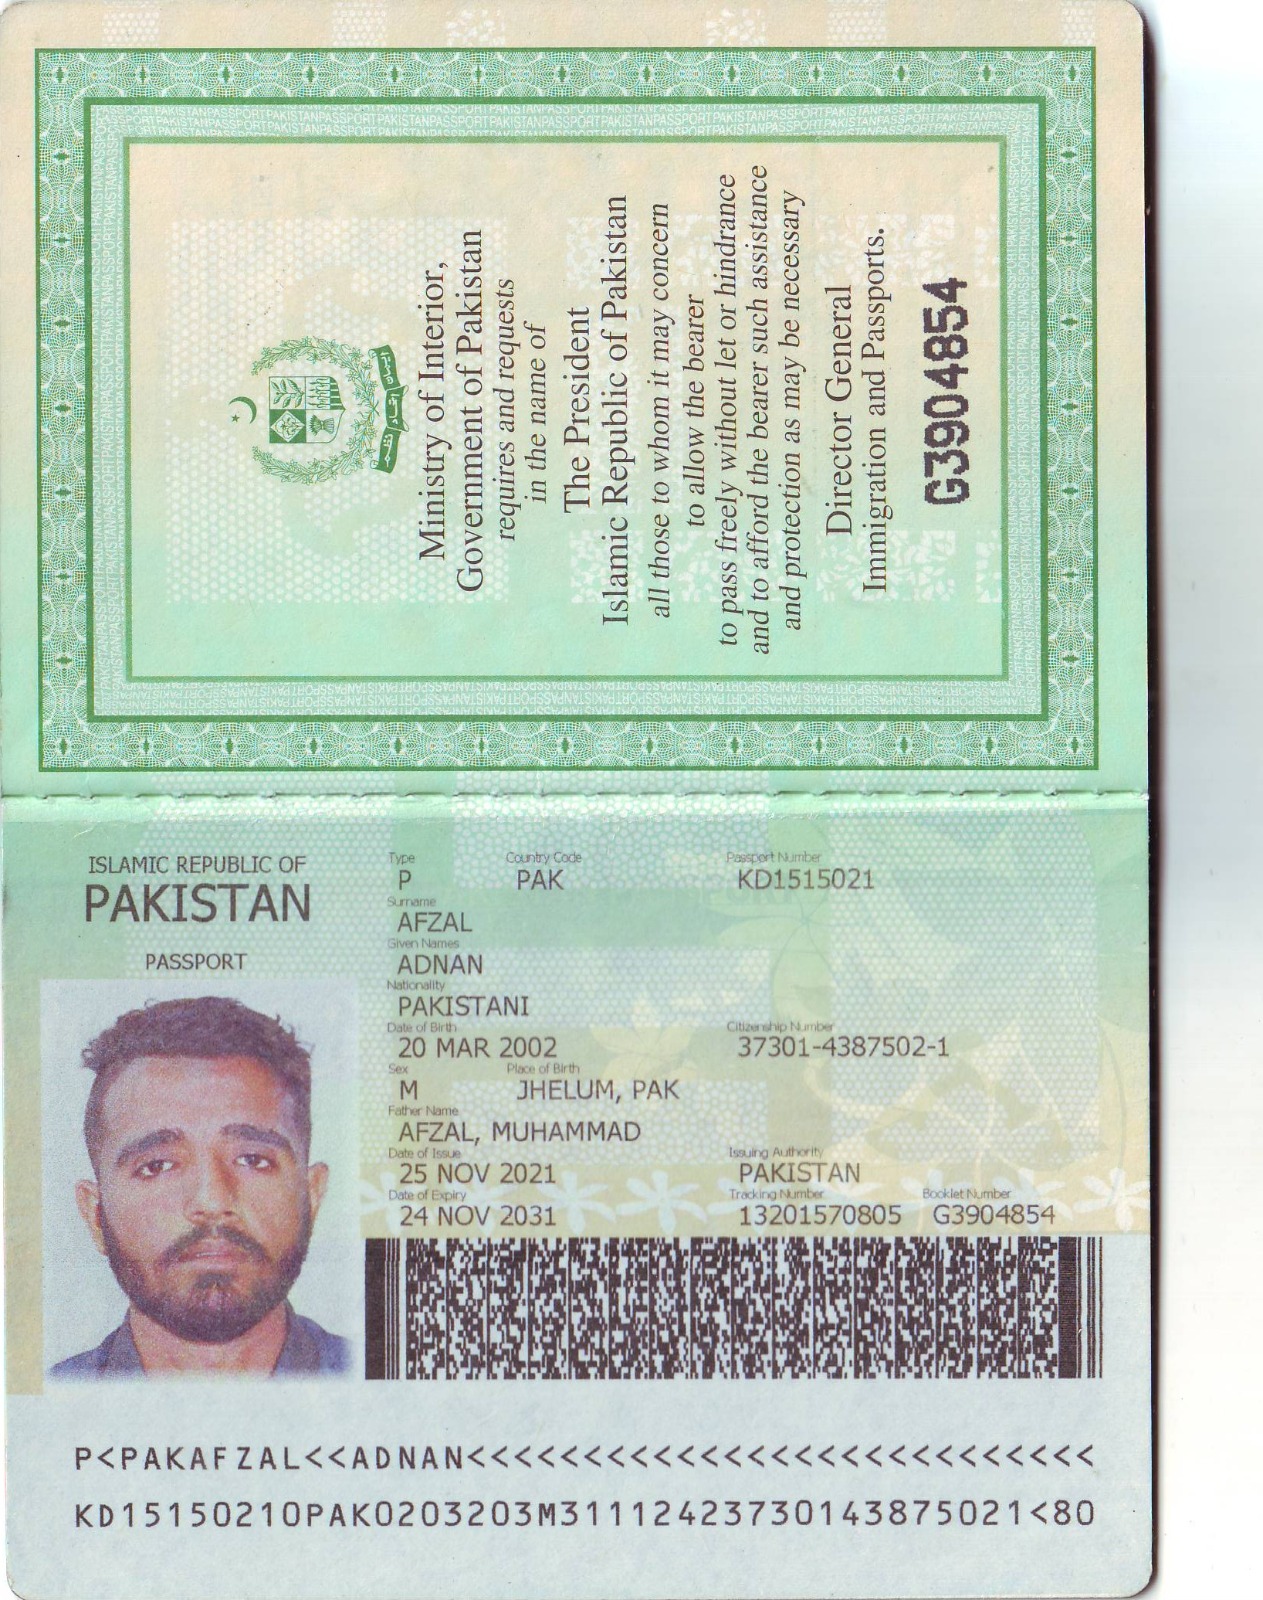 Ministry of Interior,
Government of Pakistan
requires and requests
in the name of
The President
Islamic Republic of Pakistan
all those to whom it may concern
to allow the bearer
to pass freely without let or hindrance
and to afford the bearer such assistance
and protection as may be necessary
Director General
Immigration and Passports.
G3904854
ISLAMIC REPUBLIC OF
PAKISTAN
PASSPORT
Type Country Code Passport Number
P PAK KD1515021
Surname
AFZAL
Given Names
ADNAN
Nationality
PAKISTANI
Date of Birth Citizenship Number
20 MAR 2002 37301-4387502-1
Sex Place of Birth
M JHELUM, PAK
Father Name
AFZAL, MUHAMMAD
Date of Issue Issuing Authority
25 NOV 2021 PAKISTAN
Date of Expiry Tracking Number Booklet Number
24 NOV 2031 13201570805 G3904854
P<PAKAFZAL<<ADNAN<<<<<<<<<<<<<<<<<<<<<<<<<<<
KD15150210PAK0203203M31112423730143875021<80